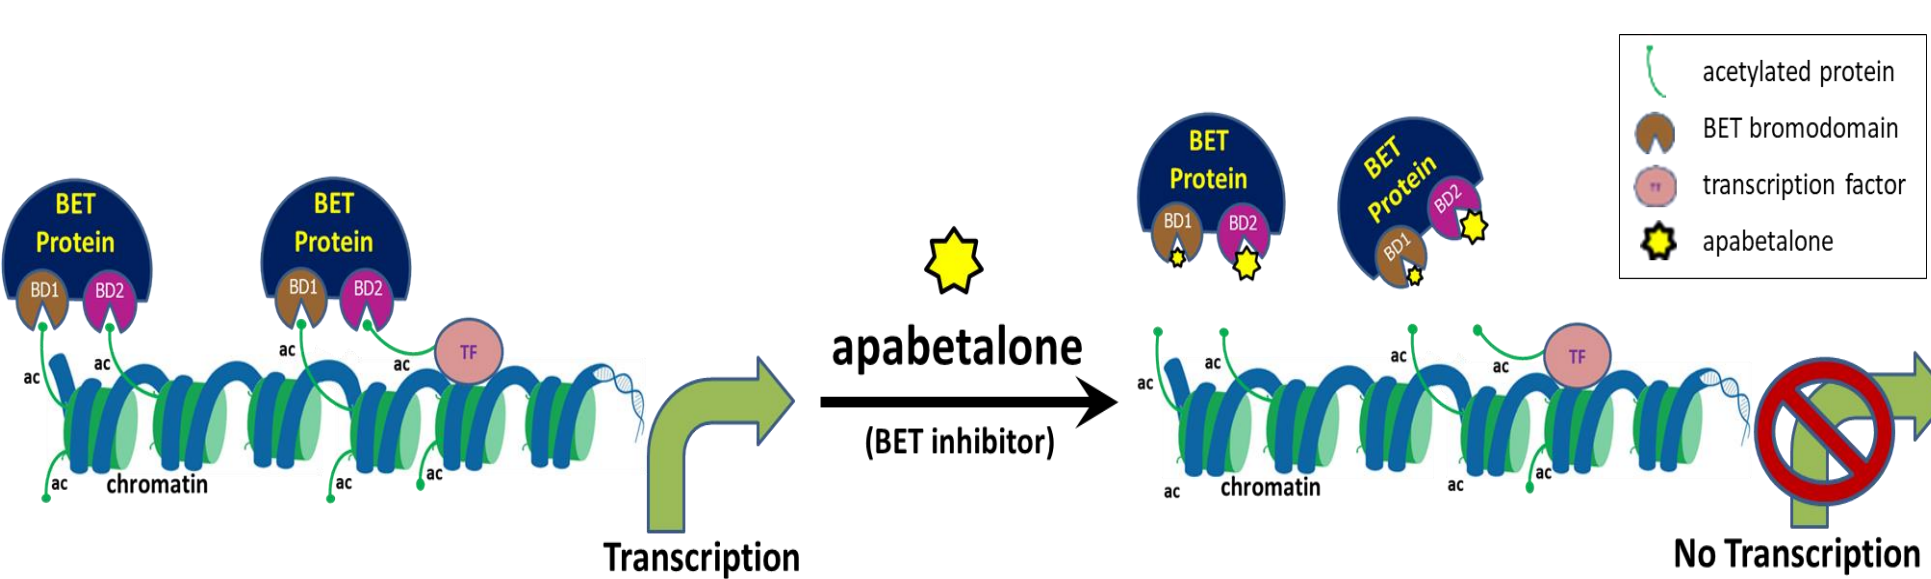 BET
Protein
BD1
BD2
ac
ac
ac
chromatin
BET
Protein
BD1
BD2
ac
ac
TF
ac
ac
Transcription
apabetalone
(BET inhibitor)
BET
Protein
BD1
BD2
BET
Protein
BD1
BD2
ac
ac
ac
ac
TF
ac
chromatin
ac
ac
No Transcription
acetylated protein
BET bromodomain
TF
transcription factor
apabetalone